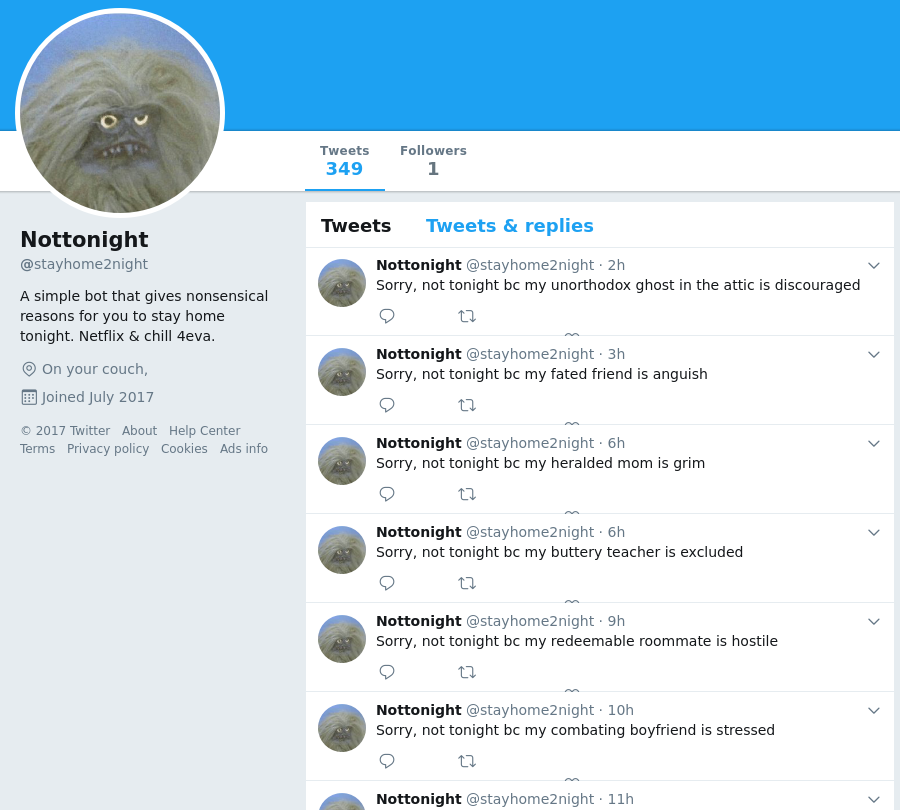 Tweets
349
Followers
1
Nottonight
@stayhome2night
A simple bot that gives nonsensical
reasons for you to stay home
tonight. Netflix & chill 4eva.
On your couch,
Joined July 2017
© 2017 Twitter About Help Center
Terms Privacy policy Cookies Ads info
Tweets Tweets & replies
Nottonight @stayhome2night · 2h
Sorry, not tonight bc my unorthodox ghost in the attic is discouraged
Nottonight @stayhome2night · 3h
Sorry, not tonight bc my fated friend is anguish
Nottonight @stayhome2night · 6h
Sorry, not tonight bc my heralded mom is grim
Nottonight @stayhome2night · 6h
Sorry, not tonight bc my buttery teacher is excluded
Nottonight @stayhome2night · 9h
Sorry, not tonight bc my redeemable roommate is hostile
Nottonight @stayhome2night · 10h
Sorry, not tonight bc my combating boyfriend is stressed
Nottonight @stayhome2night · 11h